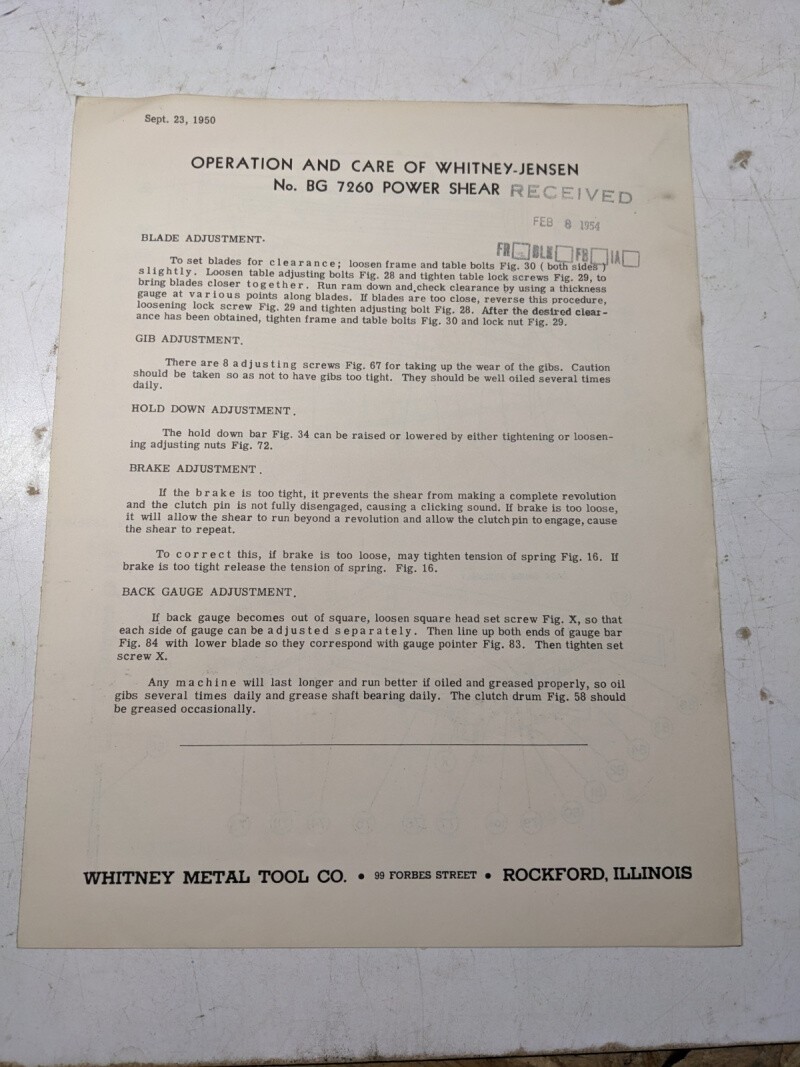 Sept. 23, 1950
OPERATION AND CARE OF WHITNEY-JENSEN
No. BG 7260 POWER SHEAR RECEIVED
FEB 8 1954
FR BLK FB IA
BLADE ADJUSTMENT.
To set blades for clearance; loosen frame and table bolts Fig. 30 (both sides)
slightly. Loosen table adjusting bolts Fig. 28 and tighten table lock screws Fig. 29, to
bring blades closer together. Run ram down and check clearance by using a thickness
gauge at various points along blades. If blades are too close, reverse this procedure,
loosening lock screw Fig. 29 and tighten adjusting bolt Fig. 28. After the desired clear-
ance has been obtained, tighten frame and table bolts Fig. 30 and lock nut Fig. 29.
GIB ADJUSTMENT.
There are 8 adjusting screws Fig. 67 for taking up the wear of the gibs. Caution
should be taken so as not to have gibs too tight. They should be well oiled several times
daily.
HOLD DOWN ADJUSTMENT.
The hold down bar Fig. 34 can be raised or lowered by either tightening or loosen-
ing adjusting nuts Fig. 72.
BRAKE ADJUSTMENT.
If the brake is too tight, it prevents the shear from making a complete revolution
and the clutch pin is not fully disengaged, causing a clicking sound. If brake is too loose,
it will allow the shear to run beyond a revolution and allow the clutch pin to engage, cause
the shear to repeat.
To correct this, if brake is too loose, may tighten tension of spring Fig. 16. If
brake is too tight release the tension of spring. Fig. 16.
BACK GAUGE ADJUSTMENT.
If back gauge becomes out of square, loosen square head set screw Fig. X, so that
each side of gauge can be adjusted separately. Then line up both ends of gauge bar
Fig. 84 with lower blade so they correspond with gauge pointer Fig. 83. Then tighten set
screw X.
Any machine will last longer and run better if oiled and greased properly, so oil
gibs several times daily and grease shaft bearing daily. The clutch drum Fig. 58 should
be greased occasionally.
WHITNEY METAL TOOL CO. • 99 FORBES STREET • ROCKFORD, ILLINOIS